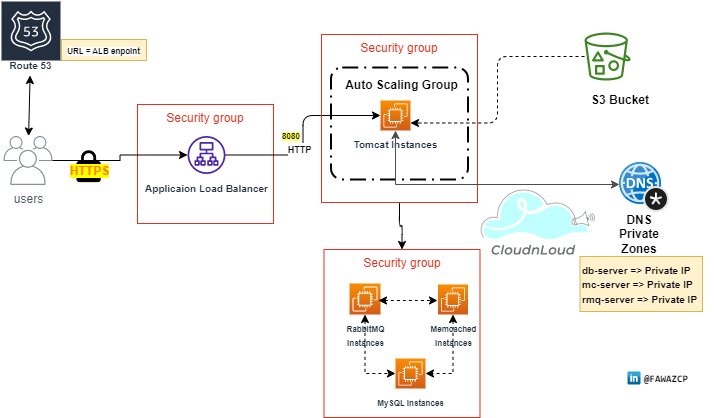 53
URL = ALB enpoint
Route 53
users
HTTPS
Security group
Applicaion Load Balancer
8080
HTTP
Security group
Auto Scaling Group
Tomcat Instances
S3 Bucket
DNS
DNS
Private
Zones
CloudnLoud
db-server => Private IP
mc-server => Private IP
rmq-server => Private IP
Security group
RabbitMQ
Instances
Memcached
Instances
MySQL Instances
in @FAWAZCP